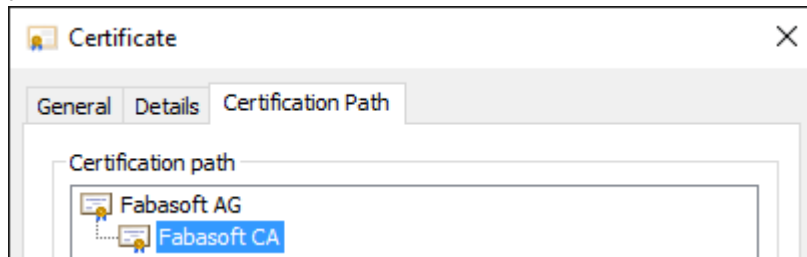 Certificate
General Details Certification Path
Certification path
Fabasoft AG
Fabasoft CA